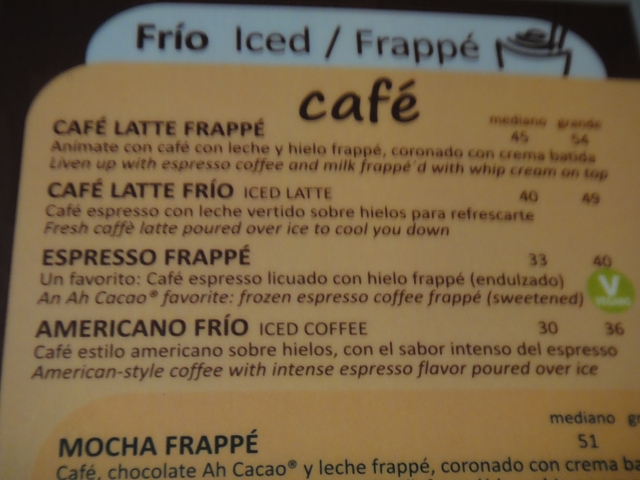 Frío Iced / Frappé
café
mediano grande
CAFÉ LATTE FRAPPÉ 45 54
Anímate con café con leche y hielo frappé, coronado con crema batida
Liven up with espresso coffee and milk frappé'd with whip cream on top
CAFÉ LATTE FRÍO ICED LATTE 40 49
Café espresso con leche vertido sobre hielos para refrescarte
Fresh caffè latte poured over ice to cool you down
ESPRESSO FRAPPÉ 33 40
Un favorito: Café espresso licuado con hielo frappé (endulzado)
An Ah Cacao® favorite: frozen espresso coffee frappé (sweetened)
V
AMERICANO FRÍO ICED COFFEE 30 36
Café estilo americano sobre hielos, con el sabor intenso del espresso
American-style coffee with intense espresso flavor poured over ice
mediano
MOCHA FRAPPÉ 51
Café, chocolate Ah Cacao® y leche frappé, coronado con crema ba